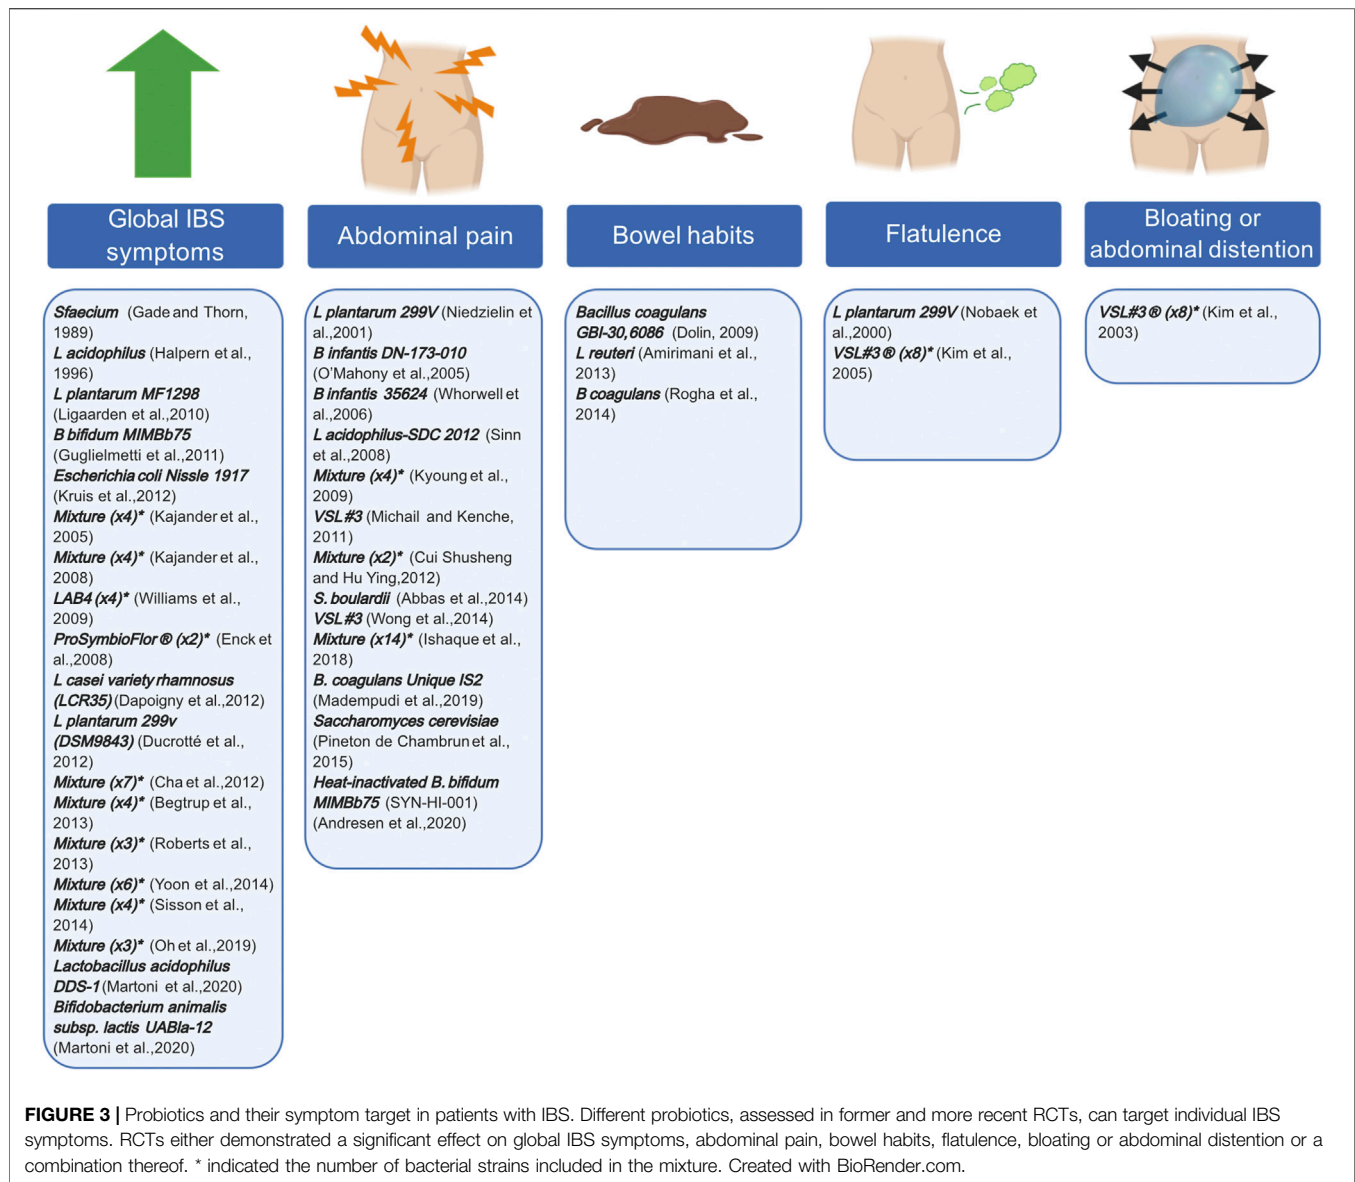 Global IBS
symptoms
Abdominal pain
Bowel habits
Flatulence
Bloating or
abdominal distention
Sfaecium (Gade and Thorn,
1989)
L acidophilus (Halpern et al.,
1996)
L plantarum MF1298
(Ligaarden et al.,2010)
B bifidum MIMBb75
(Guglielmetti et al.,2011)
Escherichia coli Nissle 1917
(Kruis et al.,2012)
Mixture (x4)* (Kajander et al.,
2005)
Mixture (x4)* (Kajander et al.,
2008)
LAB4 (x4)* (Williams et al.,
2009)
ProSymbioFlor® (x2)* (Enck et
al.,2008)
L casei variety rhamnosus
(LCR35) (Dapoigny et al.,2012)
L plantarum 299v
(DSM9843) (Ducrotté et al.,
2012)
Mixture (x7)* (Cha et al.,2012)
Mixture (x4)* (Begtrup et al.,
2013)
Mixture (x3)* (Roberts et al.,
2013)
Mixture (x6)* (Yoon et al.,2014)
Mixture (x4)* (Sisson et al.,
2014)
Mixture (x3)* (Oh et al.,2019)
Lactobacillus acidophilus
DDS-1 (Martoni et al.,2020)
Bifidobacterium animalis
subsp. lactis UABla-12
(Martoni et al.,2020)
L plantarum 299V (Niedzielin et
al.,2001)
B infantis DN-173-010
(O'Mahony et al.,2005)
B infantis 35624 (Whorwell et
al.,2006)
L acidophilus-SDC 2012 (Sinn
et al.,2008)
Mixture (x4)* (Kyoung et al.,
2009)
VSL#3 (Michail and Kenche,
2011)
Mixture (x2)* (Cui Shusheng
and Hu Ying,2012)
S. boulardii (Abbas et al.,2014)
VSL#3 (Wong et al.,2014)
Mixture (x14)* (Ishaque et al.,
2018)
B. coagulans Unique IS2
(Madempudi et al.,2019)
Saccharomyces cerevisiae
(Pineton de Chambrun et al.,
2015)
Heat-inactivated B. bifidum
MIMBb75 (SYN-HI-001)
(Andresen et al.,2020)
Bacillus coagulans
GBI-30,6086 (Dolin, 2009)
L reuteri (Amirimani et al.,
2013)
B coagulans (Rogha et al.,
2014)
L plantarum 299V (Nobaek et
al.,2000)
VSL#3® (x8)* (Kim et al.,
2005)
VSL#3® (x8)* (Kim et al.,
2003)
FIGURE 3 | Probiotics and their symptom target in patients with IBS. Different probiotics, assessed in former and more recent RCTs, can target individual IBS
symptoms. RCTs either demonstrated a significant effect on global IBS symptoms, abdominal pain, bowel habits, flatulence, bloating or abdominal distention or a
combination thereof. * indicated the number of bacterial strains included in the mixture. Created with BioRender.com.